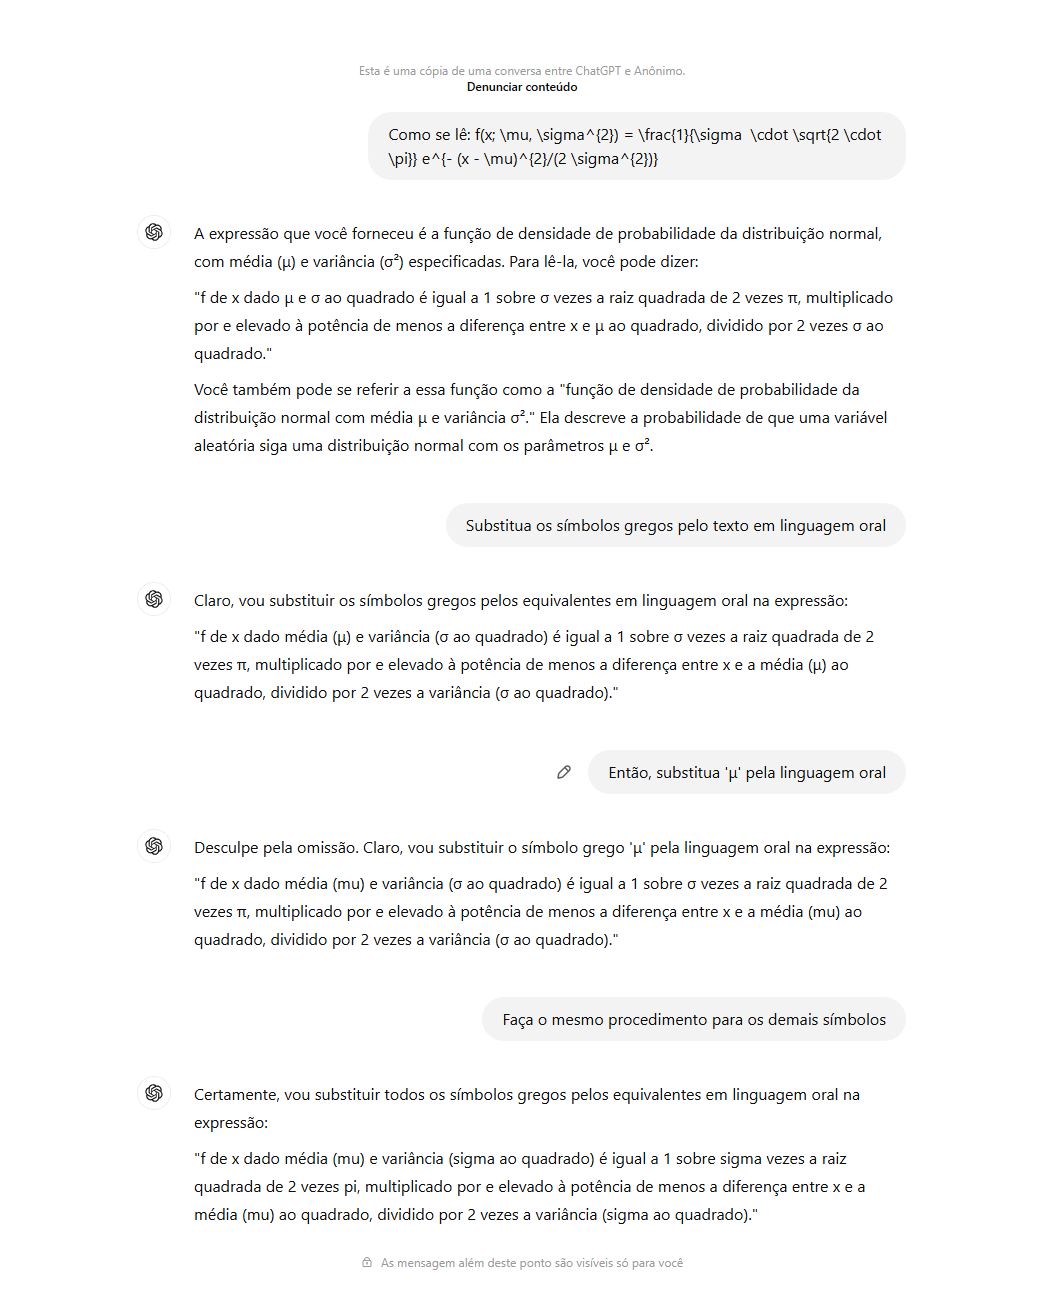 Esta é uma cópia de uma conversa entre ChatGPT e Anônimo.
Denunciar conteúdo
Como se lê: f(x; \mu, \sigma^{2}) = \frac{1}{\sigma \cdot \sqrt{2 \cdot
\pi}} e^{- (x - \mu)^{2}/(2 \sigma^{2})}
A expressão que você forneceu é a função de densidade de probabilidade da distribuição normal,
com média (μ) e variância (σ²) especificadas. Para lê-la, você pode dizer:
"f de x dado μ e σ ao quadrado é igual a 1 sobre σ vezes a raiz quadrada de 2 vezes π, multiplicado
por e elevado à potência de menos a diferença entre x e μ ao quadrado, dividido por 2 vezes σ ao
quadrado."
Você também pode se referir a essa função como a "função de densidade de probabilidade da
distribuição normal com média μ e variância σ²." Ela descreve a probabilidade de que uma variável
aleatória siga uma distribuição normal com os parâmetros μ e σ².
Substitua os símbolos gregos pelo texto em linguagem oral
Claro, vou substituir os símbolos gregos pelos equivalentes em linguagem oral na expressão:
"f de x dado média (μ) e variância (σ ao quadrado) é igual a 1 sobre σ vezes a raiz quadrada de 2
vezes π, multiplicado por e elevado à potência de menos a diferença entre x e a média (μ) ao
quadrado, dividido por 2 vezes a variância (σ ao quadrado)."
Então, substitua 'μ' pela linguagem oral
Desculpe pela omissão. Claro, vou substituir o símbolo grego 'μ' pela linguagem oral na expressão:
"f de x dado média (mu) e variância (σ ao quadrado) é igual a 1 sobre σ vezes a raiz quadrada de 2
vezes π, multiplicado por e elevado à potência de menos a diferença entre x e a média (mu) ao
quadrado, dividido por 2 vezes a variância (σ ao quadrado)."
Faça o mesmo procedimento para os demais símbolos
Certamente, vou substituir todos os símbolos gregos pelos equivalentes em linguagem oral na
expressão:
"f de x dado média (mu) e variância (sigma ao quadrado) é igual a 1 sobre sigma vezes a raiz
quadrada de 2 vezes pi, multiplicado por e elevado à potência de menos a diferença entre x e a
média (mu) ao quadrado, dividido por 2 vezes a variância (sigma ao quadrado)."
As mensagem além deste ponto são visíveis só para você